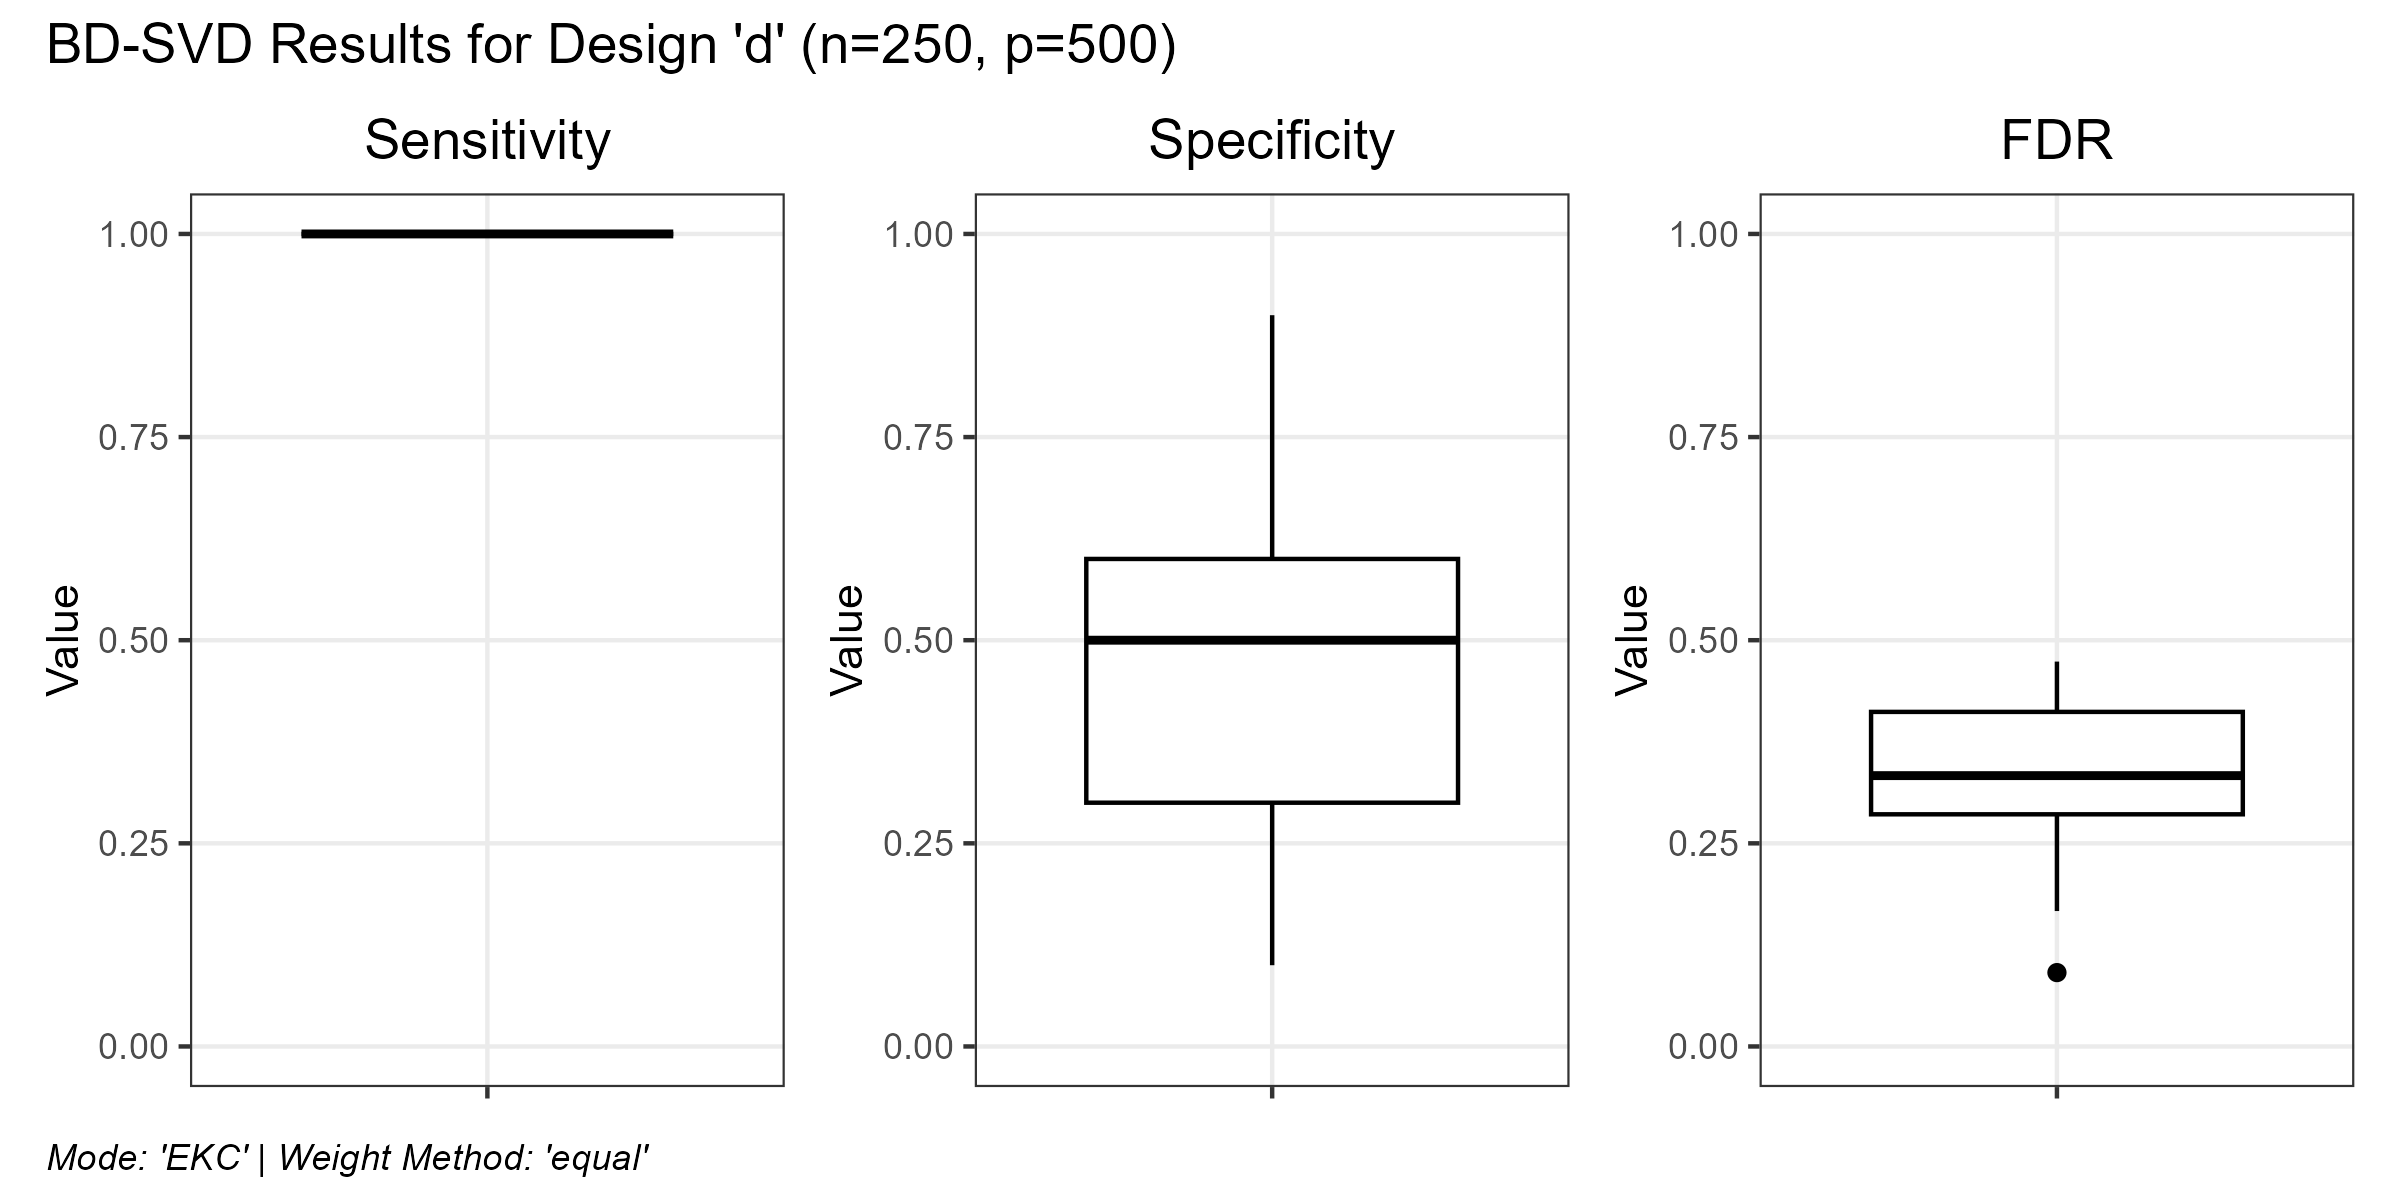 BD-SVD Results for Design 'd' (n=250, p=500)
Sensitivity
Value
1.00
0.75
0.50
0.25
0.00
Specificity
Value
1.00
0.75
0.50
0.25
0.00
FDR
Value
1.00
0.75
0.50
0.25
0.00
Mode: 'EKC' | Weight Method: 'equal'